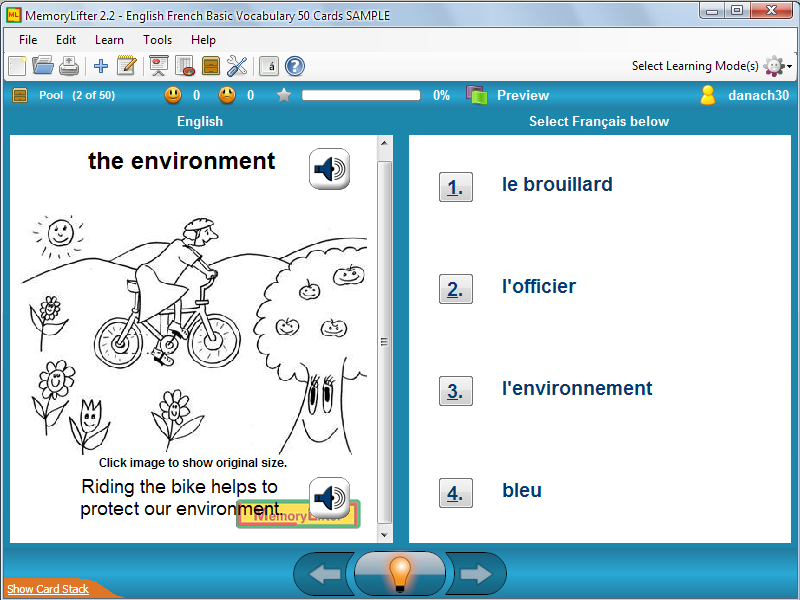 ML MemoryLifter 2.2 - English French Basic Vocabulary 50 Cards SAMPLE
File Edit Learn Tools Help
á ? Select Learning Mode(s)
Pool (2 of 50) 0 0 0% Preview danach30
English
Select Français below
the environment
Click image to show original size.
Riding the bike helps to
protect our environment.
MemoryLifter
1. le brouillard
2. l'officier
3. l'environnement
4. bleu
Show Card Stack